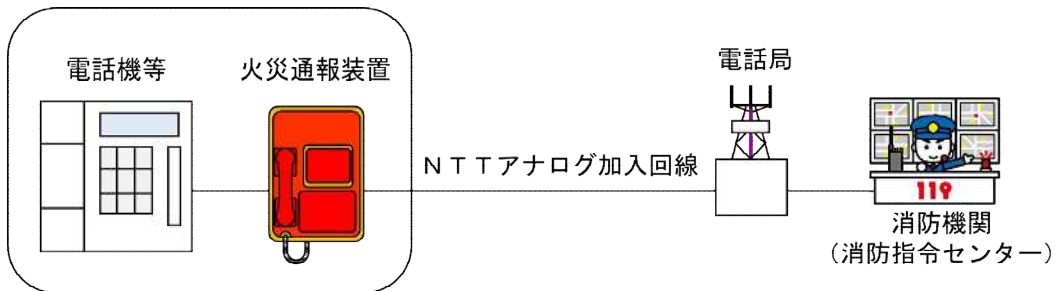 電話機等
火災通報装置
NTTアナログ加入回線
電話局
119
消防機関
(消防指令センター)